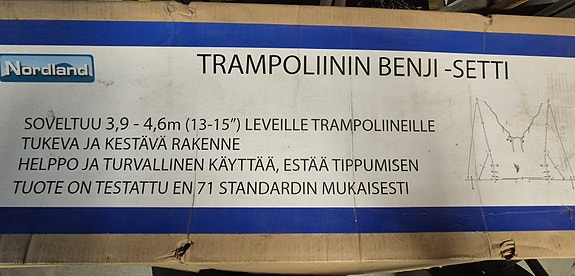 Nordland
TRAMPOLIININ BENJI -SETTI
SOVELTUU 3,9 - 4,6m (13-15”) LEVEILLE TRAMPOLIINEILLE
TUKEVA JA KESTÄVÄ RAKENNE
HELPPO JA TURVALLINEN KÄYTTÄÄ, ESTÄÄ TIPPUMISEN
TUOTE ON TESTATTU EN 71 STANDARDIN MUKAISESTI